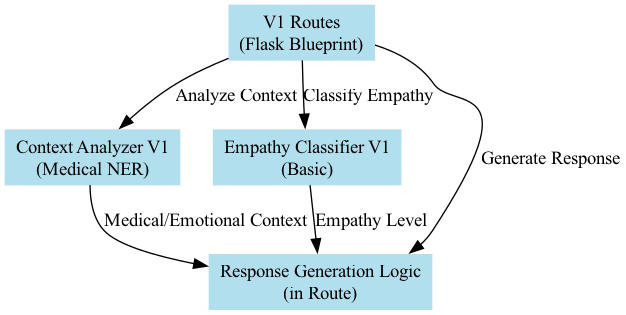 V1 Routes
(Flask Blueprint)
Analyze Context
Classify Empathy
Generate Response
Context Analyzer V1
(Medical NER)
Empathy Classifier V1
(Basic)
Medical/Emotional Context
Empathy Level
Response Generation Logic
(in Route)